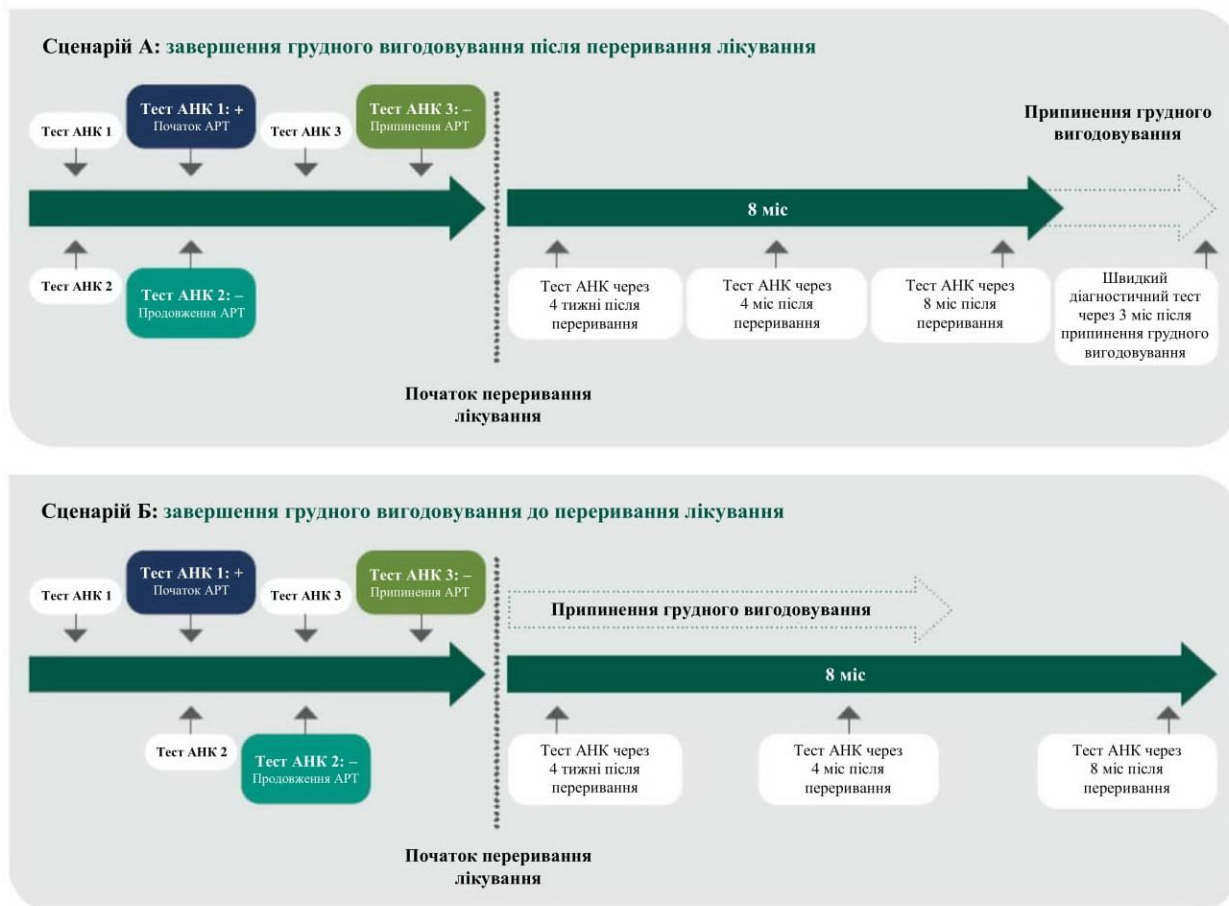 Сценарій А: завершення грудного вигодовування після переривання лікування
Тест АНК 1
Тест АНК 1: +
Початок АРТ
Тест АНК 3
Тест АНК 3: –
Припинення АРТ
Припинення грудного
вигодовування
8 міс
Тест АНК 2
Тест АНК 2: –
Продовження АРТ
Тест АНК через
4 тижні після
переривання
Тест АНК через
4 міс після
переривання
Тест АНК через
8 міс після
переривання
Швидкий
діагностичний тест
через 3 міс після
припинення грудного
вигодовування
Початок переривання
лікування
Сценарій Б: завершення грудного вигодовування до переривання лікування
Тест АНК 1
Тест АНК 1: +
Початок АРТ
Тест АНК 3
Тест АНК 3: –
Припинення АРТ
Припинення грудного вигодовування
8 міс
Тест АНК 2
Тест АНК 2: –
Продовження АРТ
Тест АНК через
4 тижні після
переривання
Тест АНК через
4 міс після
переривання
Тест АНК через
8 міс після
переривання
Початок переривання
лікування